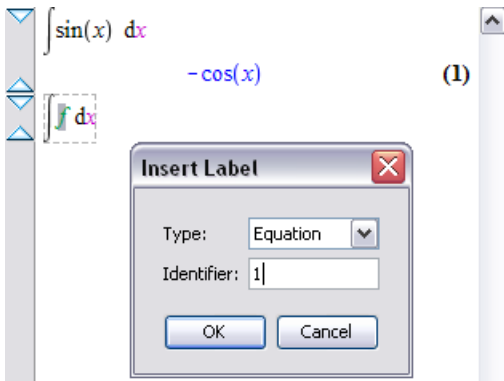 ∫sin(x) dx
−cos(x) (1)
∫f dx
Insert Label
Type: Equation
Identifier: 1
OK Cancel